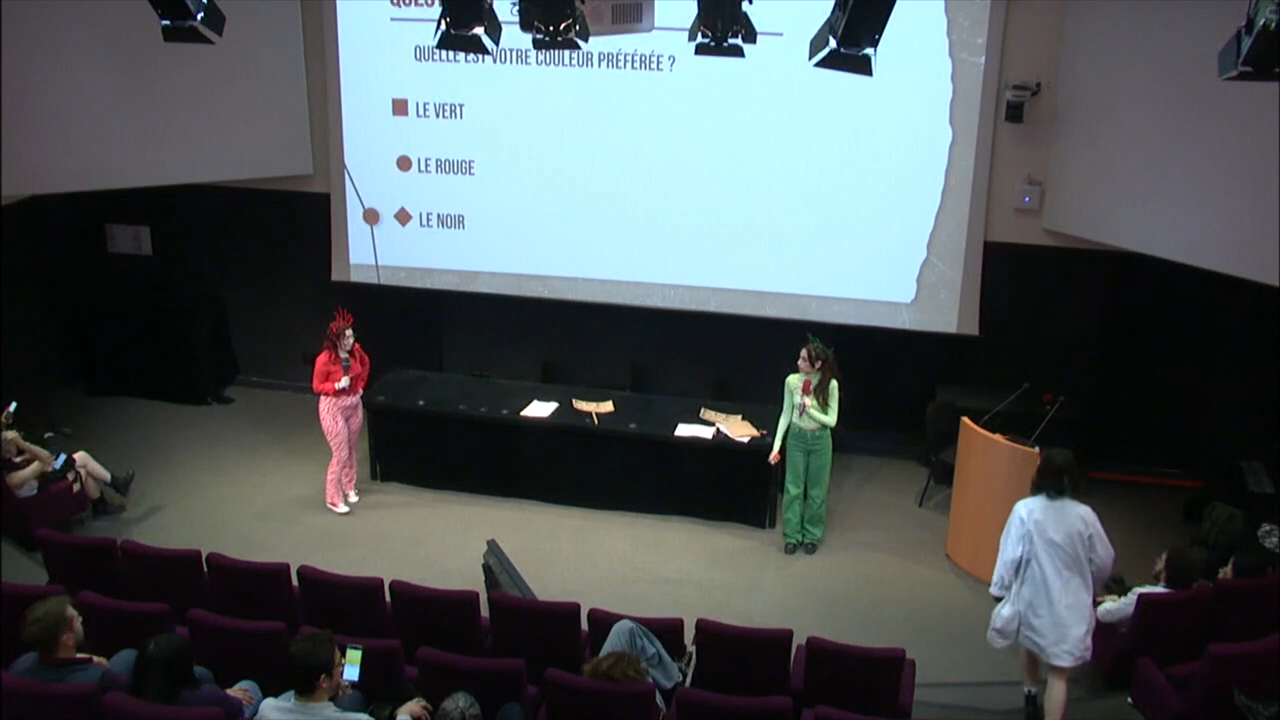 QUELLE EST VOTRE COULEUR PRÉFÉRÉE ?
LE VERT
LE ROUGE
LE NOIR